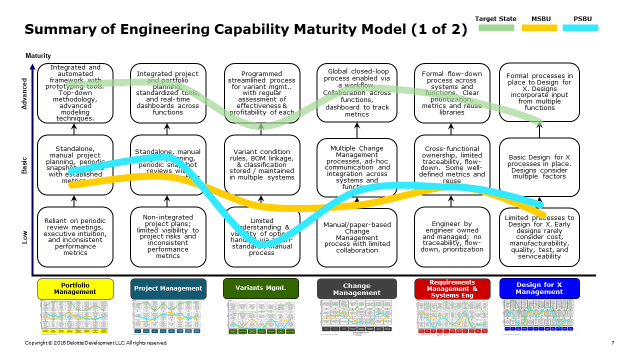 Summary of Engineering Capability Maturity Model (1 of 2)
Target State
MSBU
PSBU
Maturity
Advanced
Basic
Low
Integrated and
automated
framework with
prototyping tools.
Top-down
methodology,
advanced
modeling
techniques.
Integrated project
and portfolio
planning,
standardized tools,
and real-time
dashboards across
functions
Programmed
streamlined process
for variant mgmt..
with regular
assessment of
effectiveness &
profitability of each
Global closed-loop
process enabled via
a workflow.
Collaboration across
functions,
dashboard to track
metrics
Formal flow-down
process across
systems and
functions. Clear
prioritization,
metrics and reuse
libraries
Formal processes in
place to Design for
X. Designs
incorporate input
from multiple
functions
Standalone,
manual project
planning, periodic
snapshot
with established
metrics
Standalone, manual
planning,
periodic snapshot
reviews with
Variant condition
rules, BOM linkage,
& classification
stored / maintained
in multiple systems
Multiple Change
Management
processes, ad-hoc
communication and
integration across
systems and
functions
Cross-functional
ownership, limited
traceability, flow-
down. Some well-
defined metrics and
reuse
Basic Design for X
processes in place.
Designs consider
multiple factors
Reliant on periodic
review meetings,
executive intuition,
and inconsistent
performance
metrics
Non-integrated
project plans;
limited visibility to
project risks and
inconsistent
performance
metrics
Limited
understanding &
visibility of option
handling via
standard manual
process
Manual/paper-based
Change
Management
process with limited
collaboration
Engineer by
engineer owned
and managed; no
traceability, flow-
down, prioritization
Limited processes to
Design for X. Early
designs rarely
consider cost,
manufacturability,
quality, test, and
serviceability
Portfolio
Management
Project Management
Variants Mgmt.
Change
Management
Requirements
Management &
Systems Eng
Design for X
Management
Copyright © 2018 Deloitte Development LLC. All rights reserved.
7